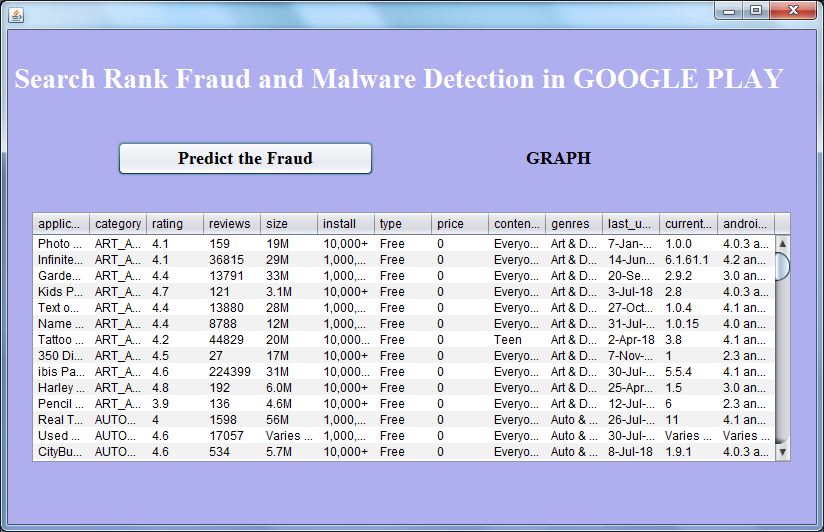 Search Rank Fraud and Malware Detection in GOOGLE PLAY
Predict the Fraud GRAPH
applic... category rating reviews size install type price conten... genres last_u... current... androi...
Photo ... ART_A... 4.1 159 19M 10,000+ Free 0 Everyo... Art & D... 7-Jan-... 1.0.0 4.0.3 a...
Infinite... ART_A... 4.1 36815 29M 1,000,... Free 0 Everyo... Art & D... 14-Jun... 6.1.61.1 4.2 an...
Garde... ART_A... 4.4 13791 33M 1,000,... Free 0 Everyo... Art & D... 20-Se... 2.9.2 3.0 an...
Kids P... ART_A... 4.7 121 3.1M 10,000+ Free 0 Everyo... Art & D... 3-Jul-18 2.8 4.0.3 a...
Text o... ART_A... 4.4 13880 28M 1,000,... Free 0 Everyo... Art & D... 27-Oct... 1.0.4 4.1 an...
Name ... ART_A... 4.4 8788 12M 1,000,... Free 0 Everyo... Art & D... 31-Jul-... 1.0.15 4.0 an...
Tattoo ... ART_A... 4.2 44829 20M 10,000... Free 0 Teen Art & D... 2-Apr-18 3.8 4.1 an...
350 Di... ART_A... 4.5 27 17M 10,000+ Free 0 Everyo... Art & D... 7-Nov-... 1 2.3 an...
ibis Pa... ART_A... 4.6 224399 31M 10,000... Free 0 Everyo... Art & D... 30-Jul-... 5.5.4 4.1 an...
Harley ... ART_A... 4.8 192 6.0M 10,000+ Free 0 Everyo... Art & D... 25-Apr... 1.5 3.0 an...
Pencil ... ART_A... 3.9 136 4.6M 10,000+ Free 0 Everyo... Art & D... 12-Jul-... 6 2.3 an...
Real T... AUTO... 4 1598 56M 1,000,... Free 0 Everyo... Auto & ... 26-Jul-... 11 4.1 an...
Used ... AUTO... 4.6 17057 Varies ... 1,000,... Free 0 Everyo... Auto & ... 30-Jul-... Varies ... Varies ...
CityBu... AUTO... 4.6 534 5.7M 10,000+ Free 0 Everyo... Auto & ... 8-Jul-18 1.9.1 4.0.3 a...